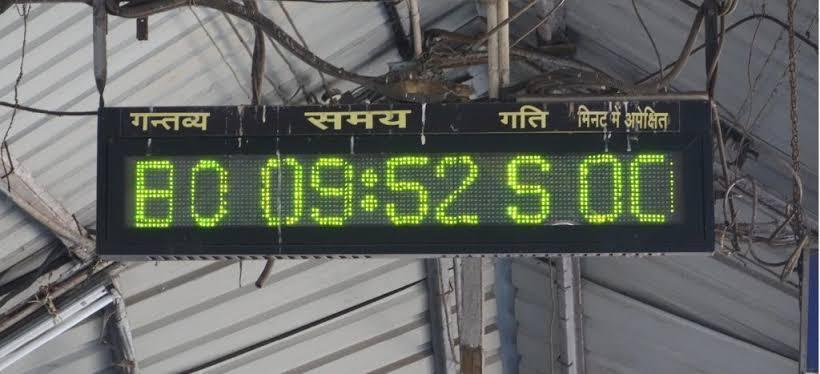 गन्तव्य समय गति मिनट में अपेक्षित
BO 09:52 S 00